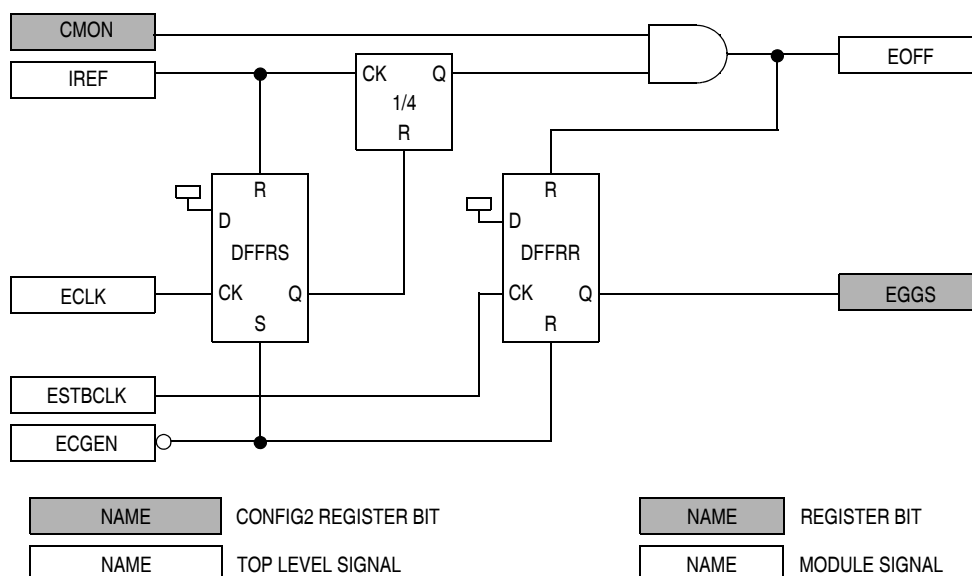 CMON
EOFF
IREF
CK Q
1/4
R
R
D
DFFRS
CK Q
S
R
D
DFFRR
CK Q
R
ECLK
EGGS
ESTBCLK
ECGEN
NAME CONFIG2 REGISTER BIT
NAME REGISTER BIT
NAME TOP LEVEL SIGNAL
NAME MODULE SIGNAL